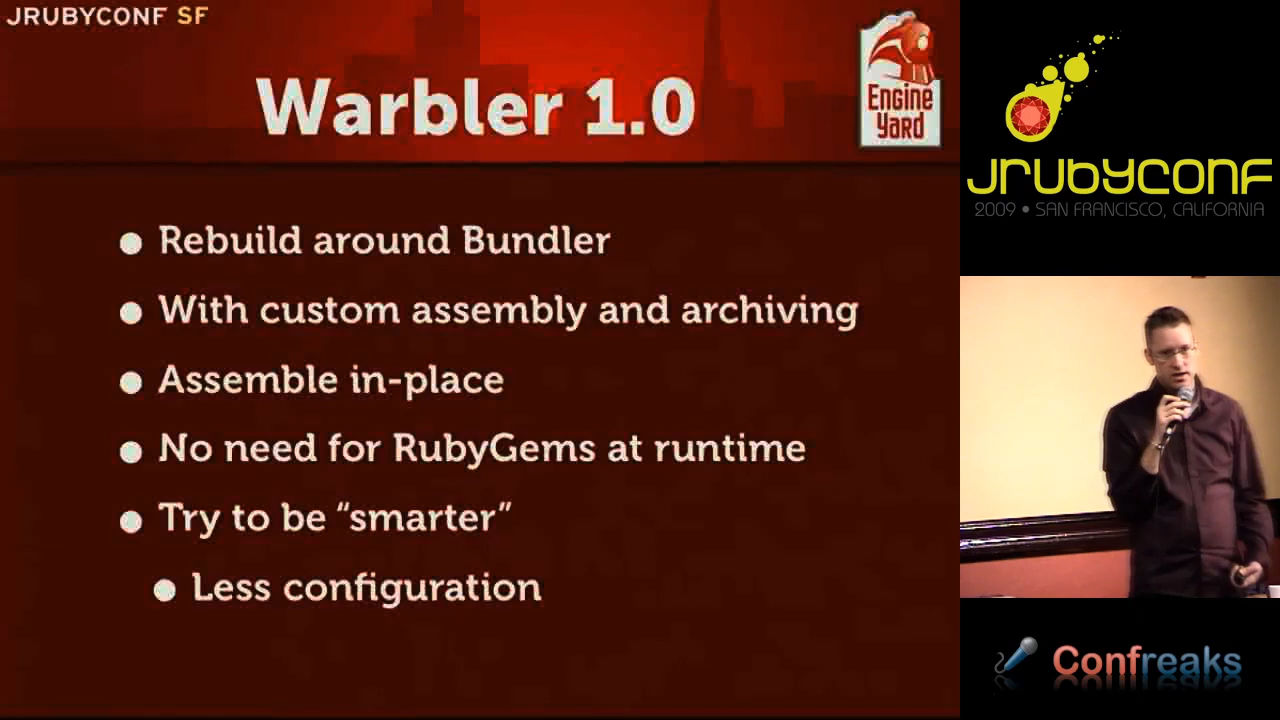 JRUBYCONF SF
Warbler 1.0
Engine
Yard
Rebuild around Bundler
With custom assembly and archiving
Assemble in-place
No need for RubyGems at runtime
Try to be “smarter”
Less configuration
JRUBYCONF
2009 • SAN FRANCISCO, CALIFORNIA
Confreaks